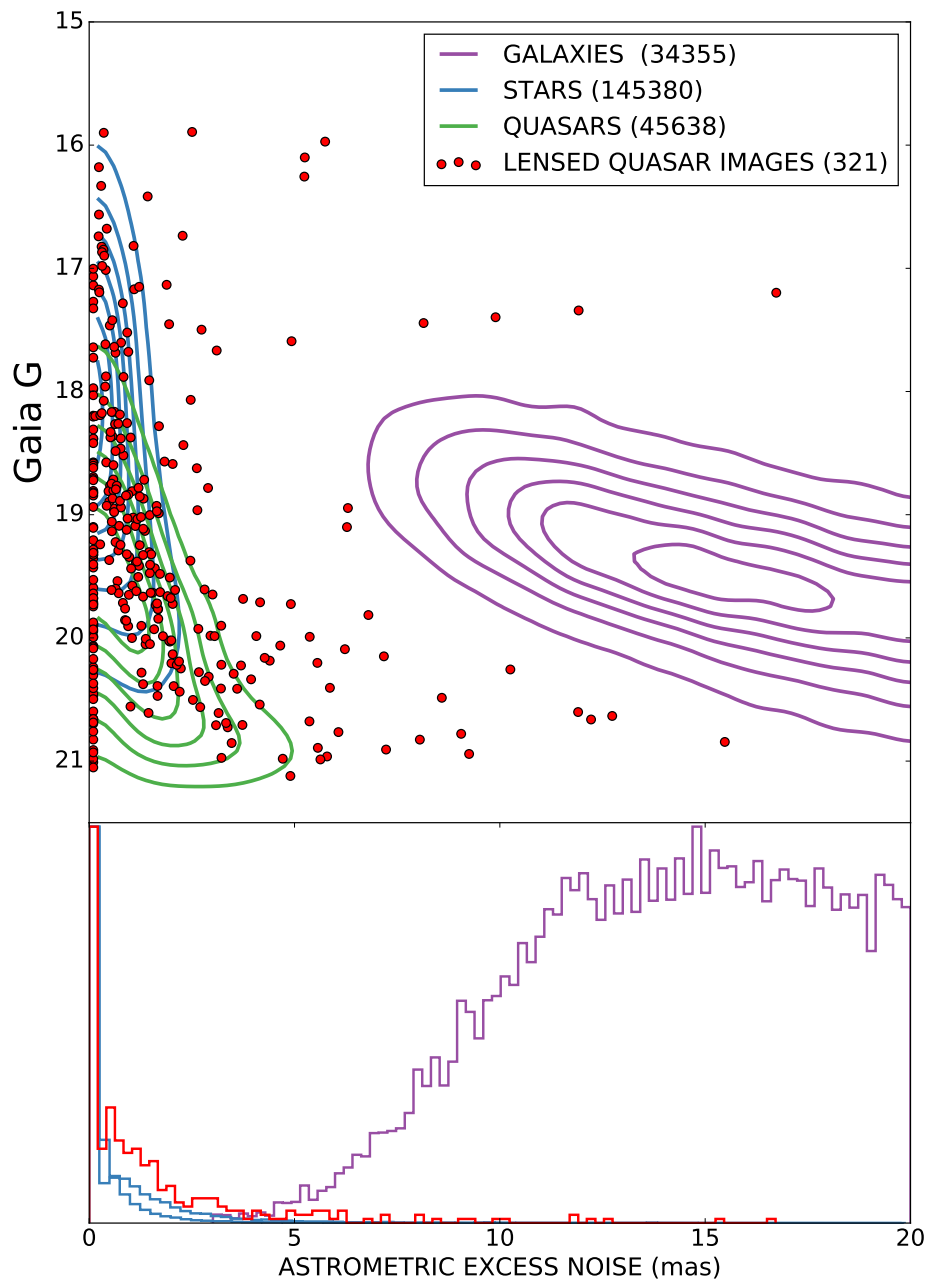 15
16
17
18
19
20
21
Gaia G
GALAXIES (34355)
STARS (145380)
QUASARS (45638)
LENSED QUASAR IMAGES (321)
0
5
10
15
20
ASTROMETRIC EXCESS NOISE (mas)